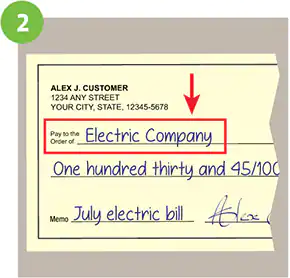 2
ALEX J. CUSTOMER
1234 ANY STREET
YOUR CITY, STATE, 12345-5678
Pay to the
Order of Electric Company
One hundred thirty and 45/100
Memo July electric bill Alex